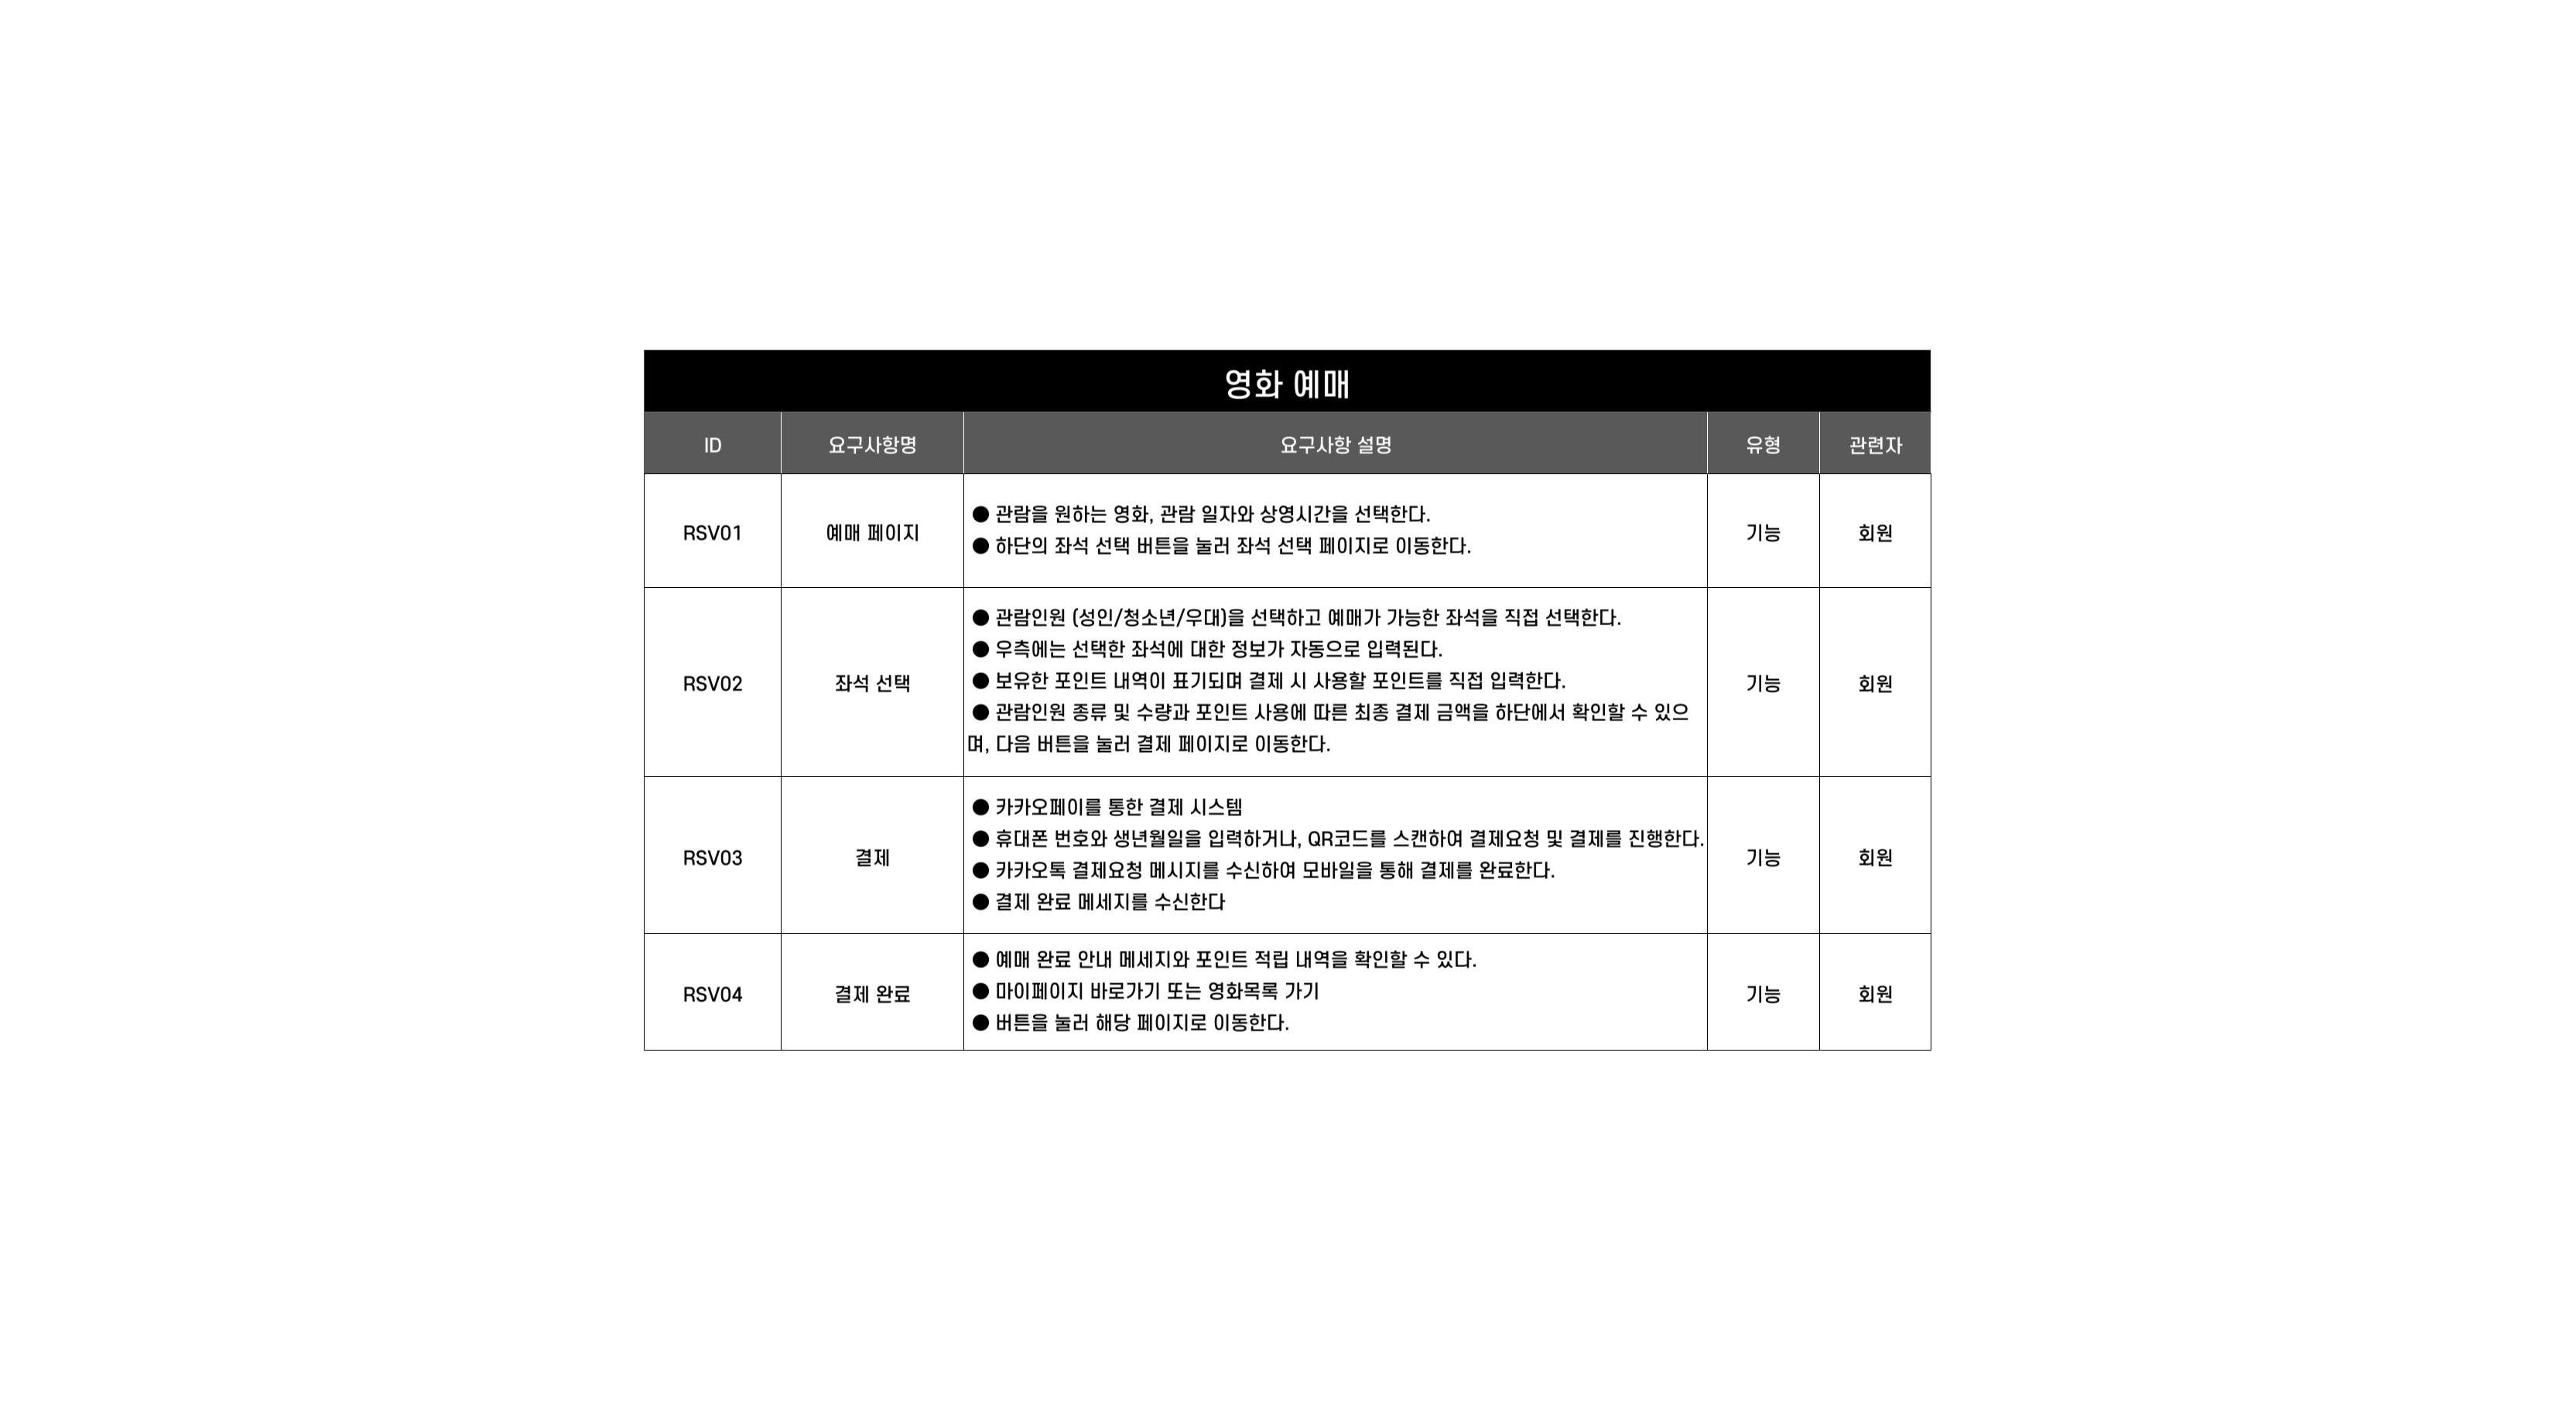 영화 예매
ID 요구사항명 요구사항 설명 유형 관련자
RSV01 예매 페이지
● 관람을 원하는 영화, 관람 일자와 상영시간을 선택한다.
● 하단의 좌석 선택 버튼을 눌러 좌석 선택 페이지로 이동한다.
기능 회원
RSV02 좌석 선택
● 관람인원 (성인/청소년/우대)을 선택하고 예매가 가능한 좌석을 직접 선택한다.
● 우측에는 선택한 좌석에 대한 정보가 자동으로 입력된다.
● 보유한 포인트 내역이 표기되며 결제 시 사용할 포인트를 직접 입력한다.
● 관람인원 종류 및 수량과 포인트 사용에 따른 최종 결제 금액을 하단에서 확인할 수 있으
며, 다음 버튼을 눌러 결제 페이지로 이동한다.
기능 회원
RSV03 결제
● 카카오페이를 통한 결제 시스템
● 휴대폰 번호와 생년월일을 입력하거나, QR코드를 스캔하여 결제요청 및 결제를 진행한다.
● 카카오톡 결제요청 메시지를 수신하여 모바일을 통해 결제를 완료한다.
● 결제 완료 메세지를 수신한다
기능 회원
RSV04 결제 완료
● 예매 완료 안내 메세지와 포인트 적립 내역을 확인할 수 있다.
● 마이페이지 바로가기 또는 영화목록 가기
● 버튼을 눌러 해당 페이지로 이동한다.
기능 회원